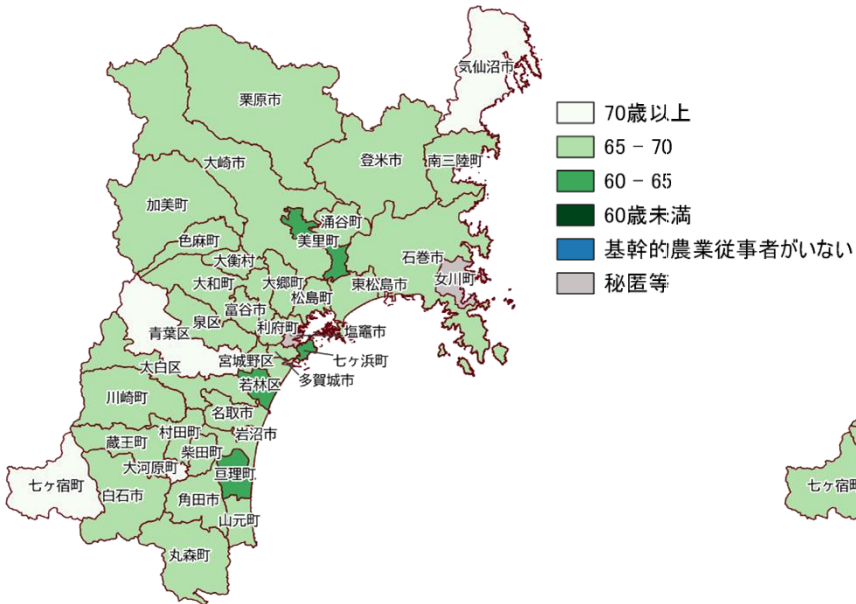 気仙沼市
栗原市
登米市
南三陸町
大崎市
加美町
涌谷町
美里町
色麻町
石巻市
大衡村
女川町
大和町
大郷町
東松島市
松島町
富谷市
泉区
利府町
塩竈市
青葉区
七ヶ浜町
宮城野区
太白区
多賀城市
若林区
川崎町
名取市
村田町
岩沼市
蔵王町
柴田町
大河原町
亘理町
七ヶ宿町
白石市
角田市
山元町
丸森町
70歳以上
65 - 70
60 - 65
60歳未満
基幹的農業従事者がいない
秘匿等
七ヶ宿町